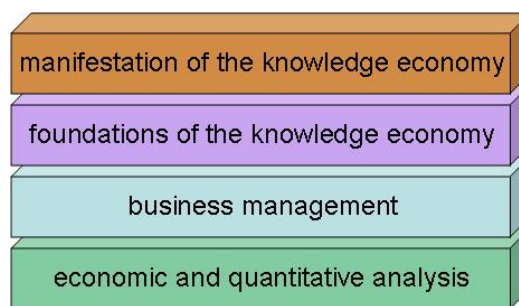 manifestation of the knowledge economy
foundations of the knowledge economy
business management
economic and quantitative analysis